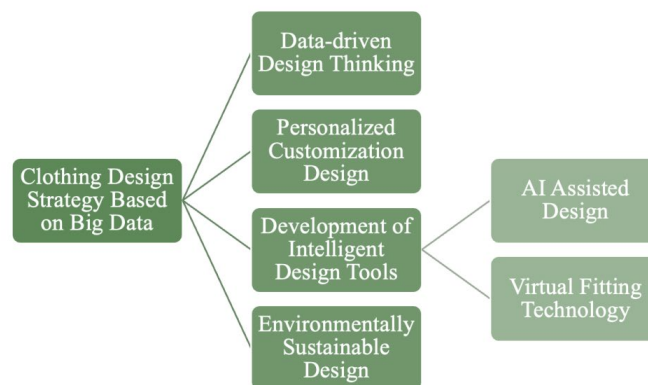 Data-driven
Design Thinking
Personalized
Customization
Design
Clothing Design
Strategy Based
on Big Data
Development of
Intelligent
Design Tools
AI Assisted
Design
Virtual Fitting
Technology
Environmentally
Sustainable
Design